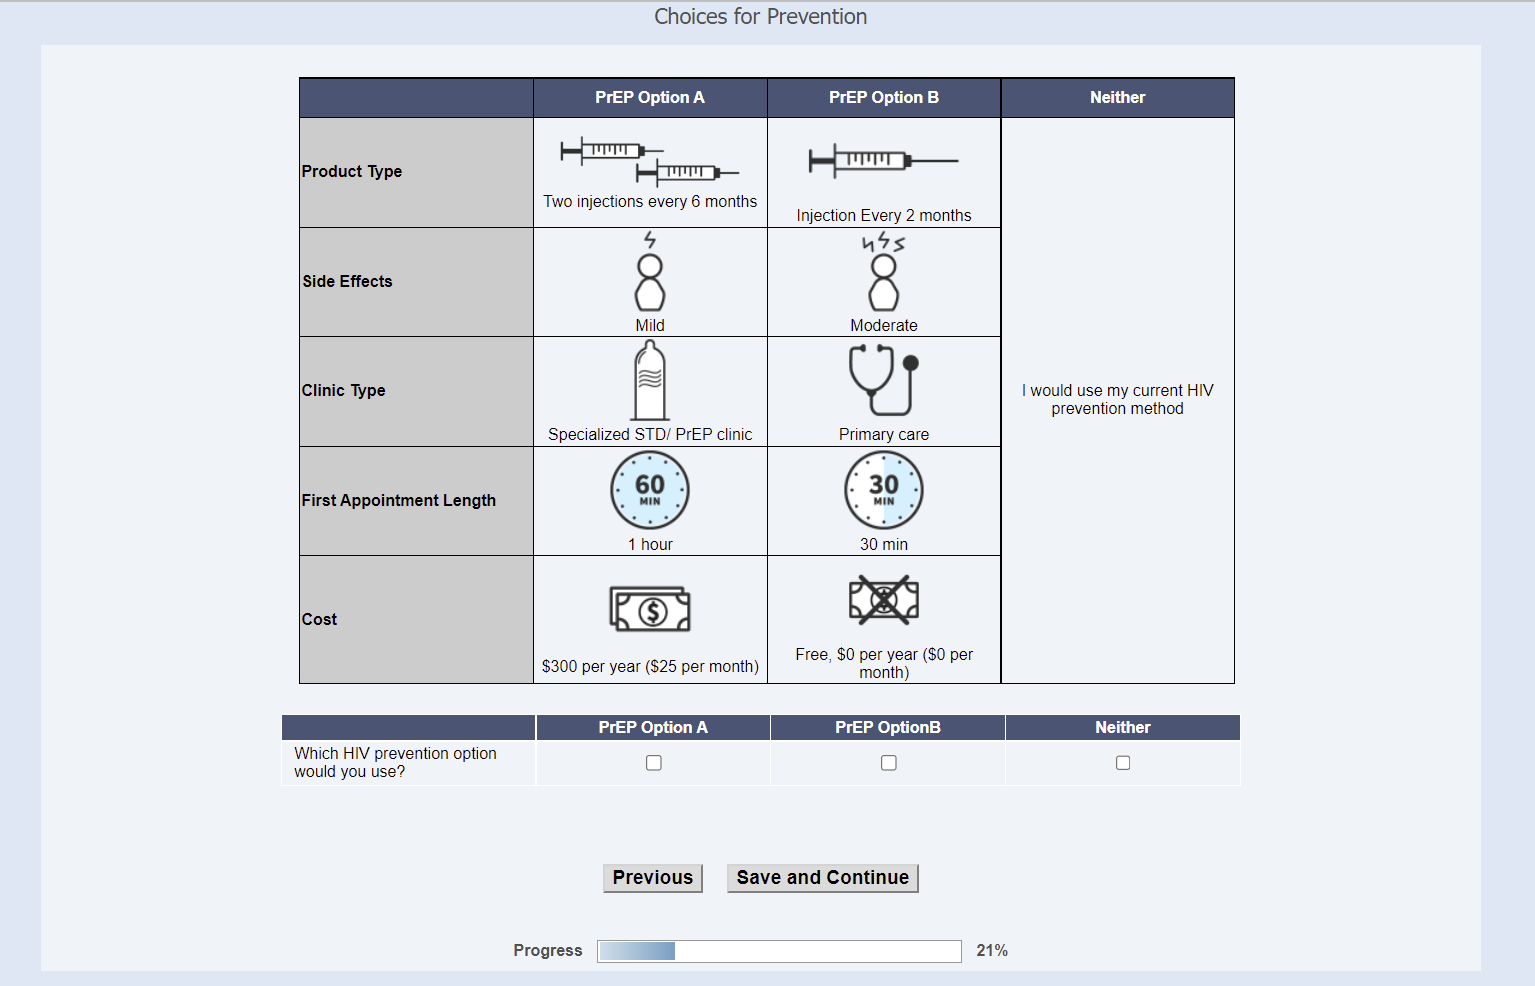 Choices for Prevention
PrEP Option A PrEP Option B Neither
Product Type
Two injections every 6 months
Injection Every 2 months
Side Effects
Mild
Moderate
Clinic Type
Specialized STD/ PrEP clinic
Primary care
I would use my current HIV
prevention method
First Appointment Length
60
MIN
1 hour
30
MIN
30 min
Cost
$
$300 per year ($25 per month)
Free, $0 per year ($0 per
month)
PrEP Option A PrEP OptionB Neither
Which HIV prevention option
would you use?
Previous Save and Continue
Progress 21%